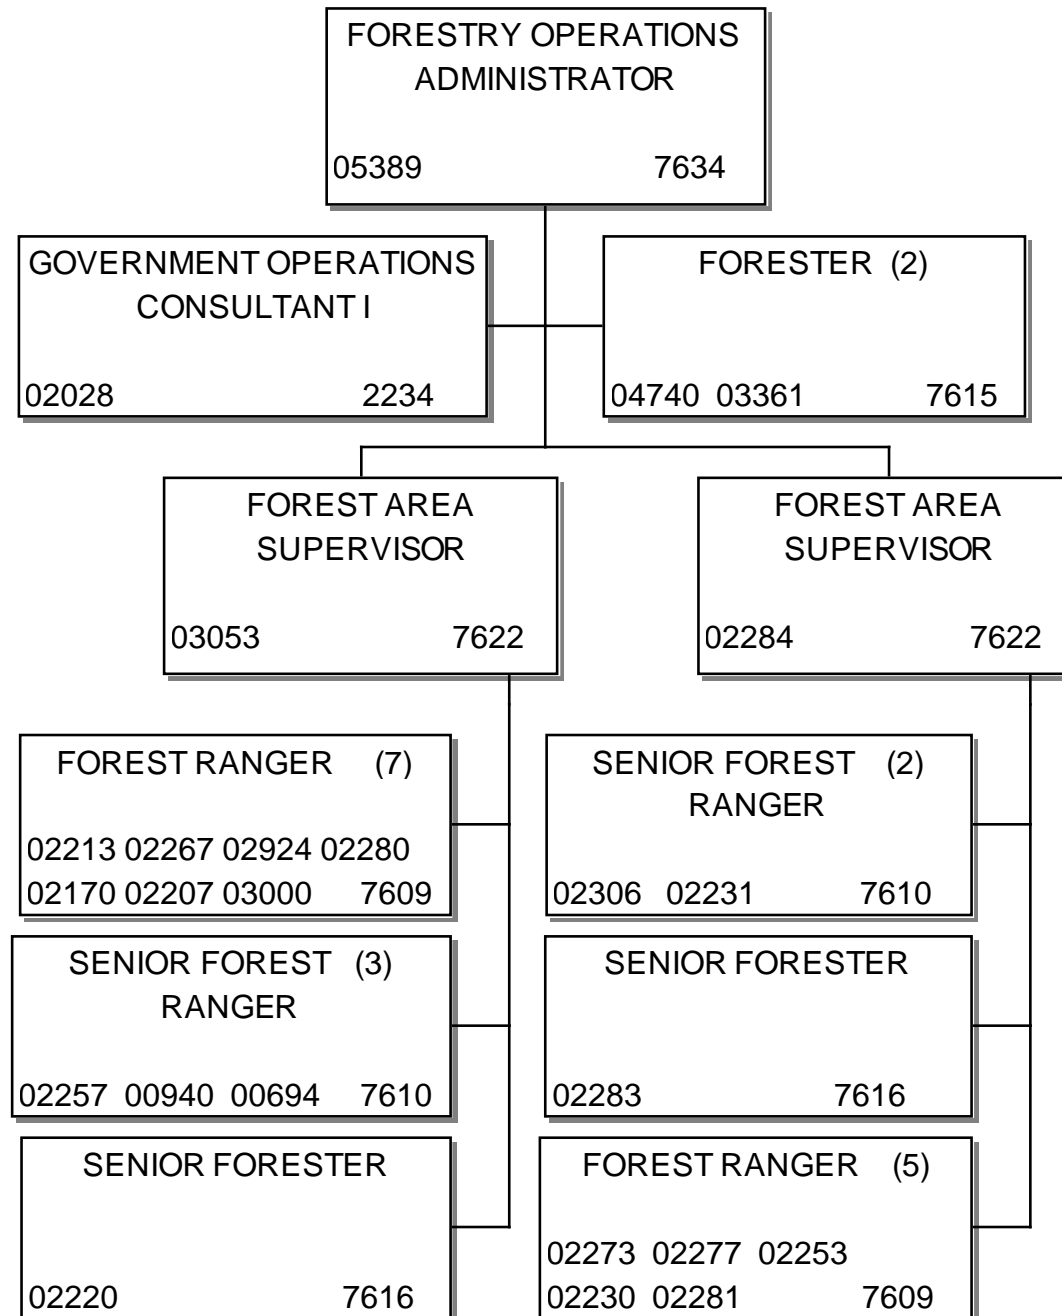 FORESTRY OPERATIONS
ADMINISTRATOR
05389 7634
GOVERNMENT OPERATIONS
CONSULTANT I
02028 2234
FORESTER (2)
04740 03361 7615
FOREST AREA
SUPERVISOR
03053 7622
FOREST AREA
SUPERVISOR
02284 7622
FOREST RANGER (7)
02213 02267 02924 02280
02170 02207 03000 7609
SENIOR FOREST (2)
RANGER
02306 02231 7610
SENIOR FOREST (3)
RANGER
02257 00940 00694 7610
SENIOR FORESTER
02283 7616
SENIOR FORESTER
02220 7616
FOREST RANGER (5)
02273 02277 02253
02230 02281 7609